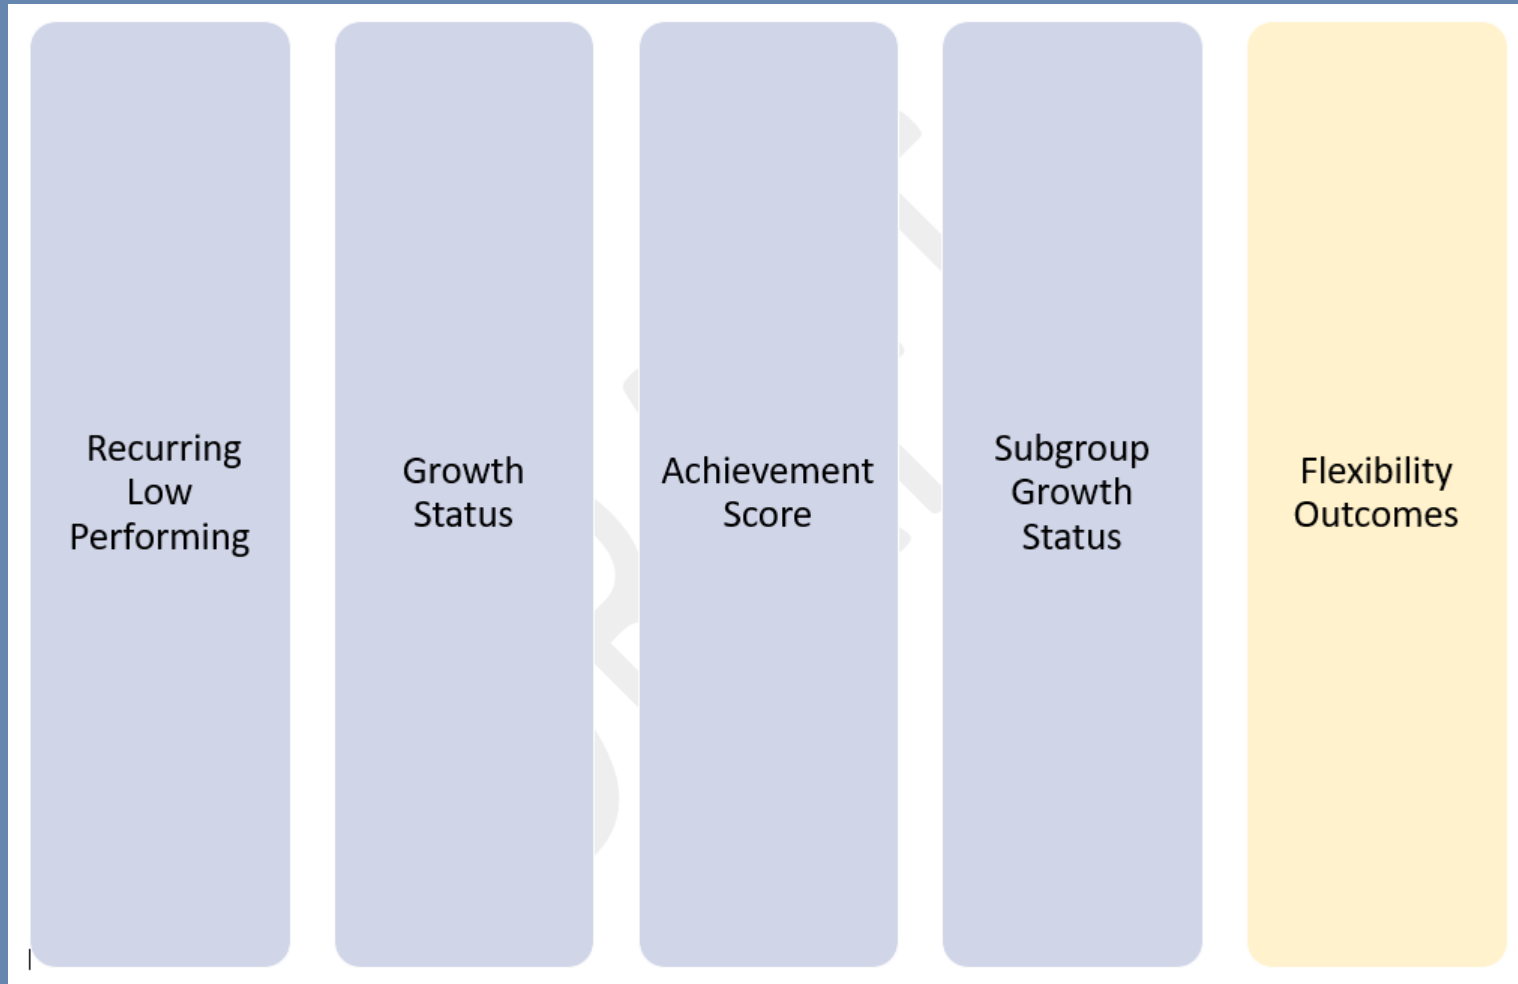 Recurring
Low
Performing
Growth
Status
Achievement
Score
Subgroup
Growth
Status
Flexibility
Outcomes